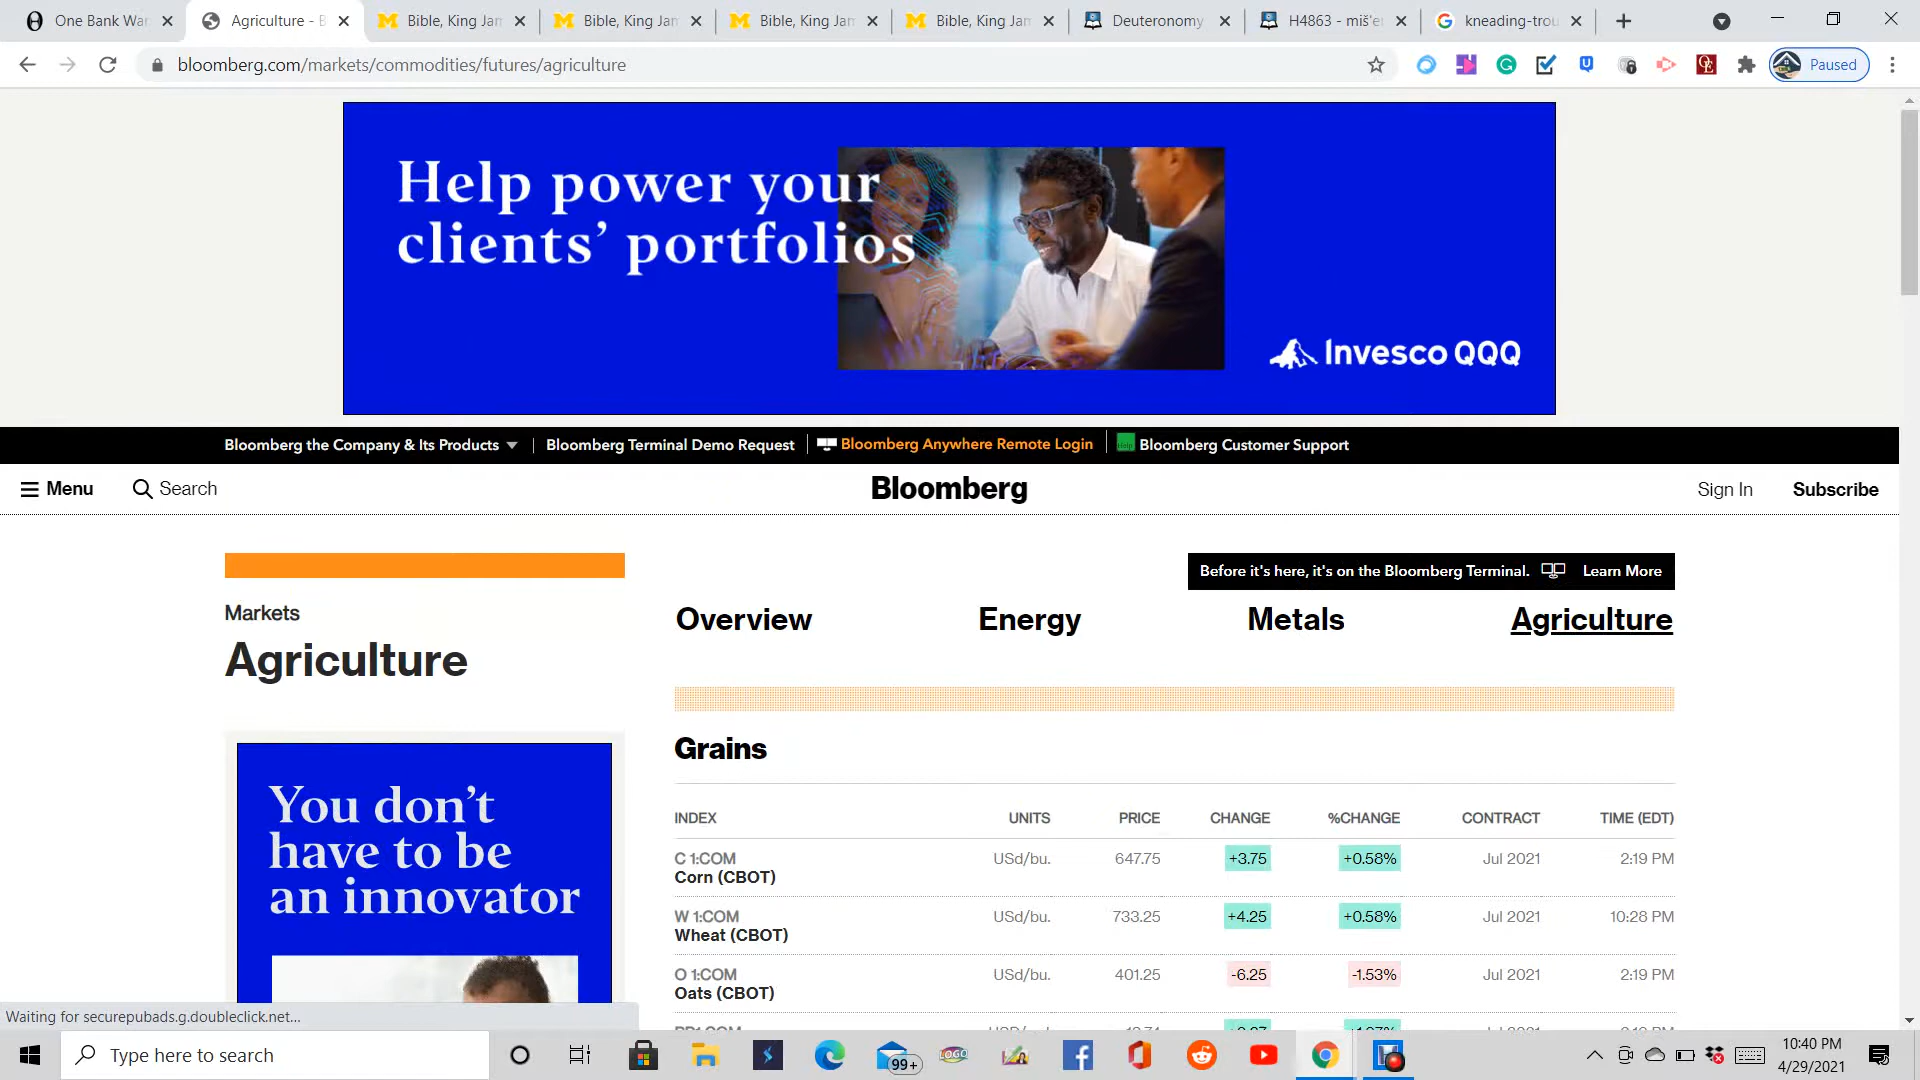 One Bank Wa
Agriculture - B
Bible, King Jam
Bible, King Jam
Bible, King Jam
Bible, King Jam
Deuteronomy
H4863 - miš'e
kneading-trou
bloomberg.com/markets/commodities/futures/agriculture
Paused
Help power your
clients' portfolios
Invesco QQQ
Bloomberg the Company & Its Products
Bloomberg Terminal Demo Request
Bloomberg Anywhere Remote Login
Bloomberg Customer Support
Menu
Search
Bloomberg
Sign In
Subscribe
Before it's here, it's on the Bloomberg Terminal. Learn More
Markets
Agriculture
Overview Energy Metals Agriculture
You don't
have to be
an innovator
Grains
INDEX UNITS PRICE CHANGE %CHANGE CONTRACT TIME (EDT)
C 1:COM USd/bu. 647.75 +3.75 +0.58% Jul 2021 2:19 PM
Corn (CBOT)
W 1:COM USd/bu. 733.25 +4.25 +0.58% Jul 2021 10:28 PM
Wheat (CBOT)
O 1:COM USd/bu. 401.25 -6.25 -1.53% Jul 2021 2:19 PM
Oats (CBOT)
Waiting for securepubads.g.doubleclick.net...
Type here to search
99+
LOGO
10:40 PM
4/29/2021